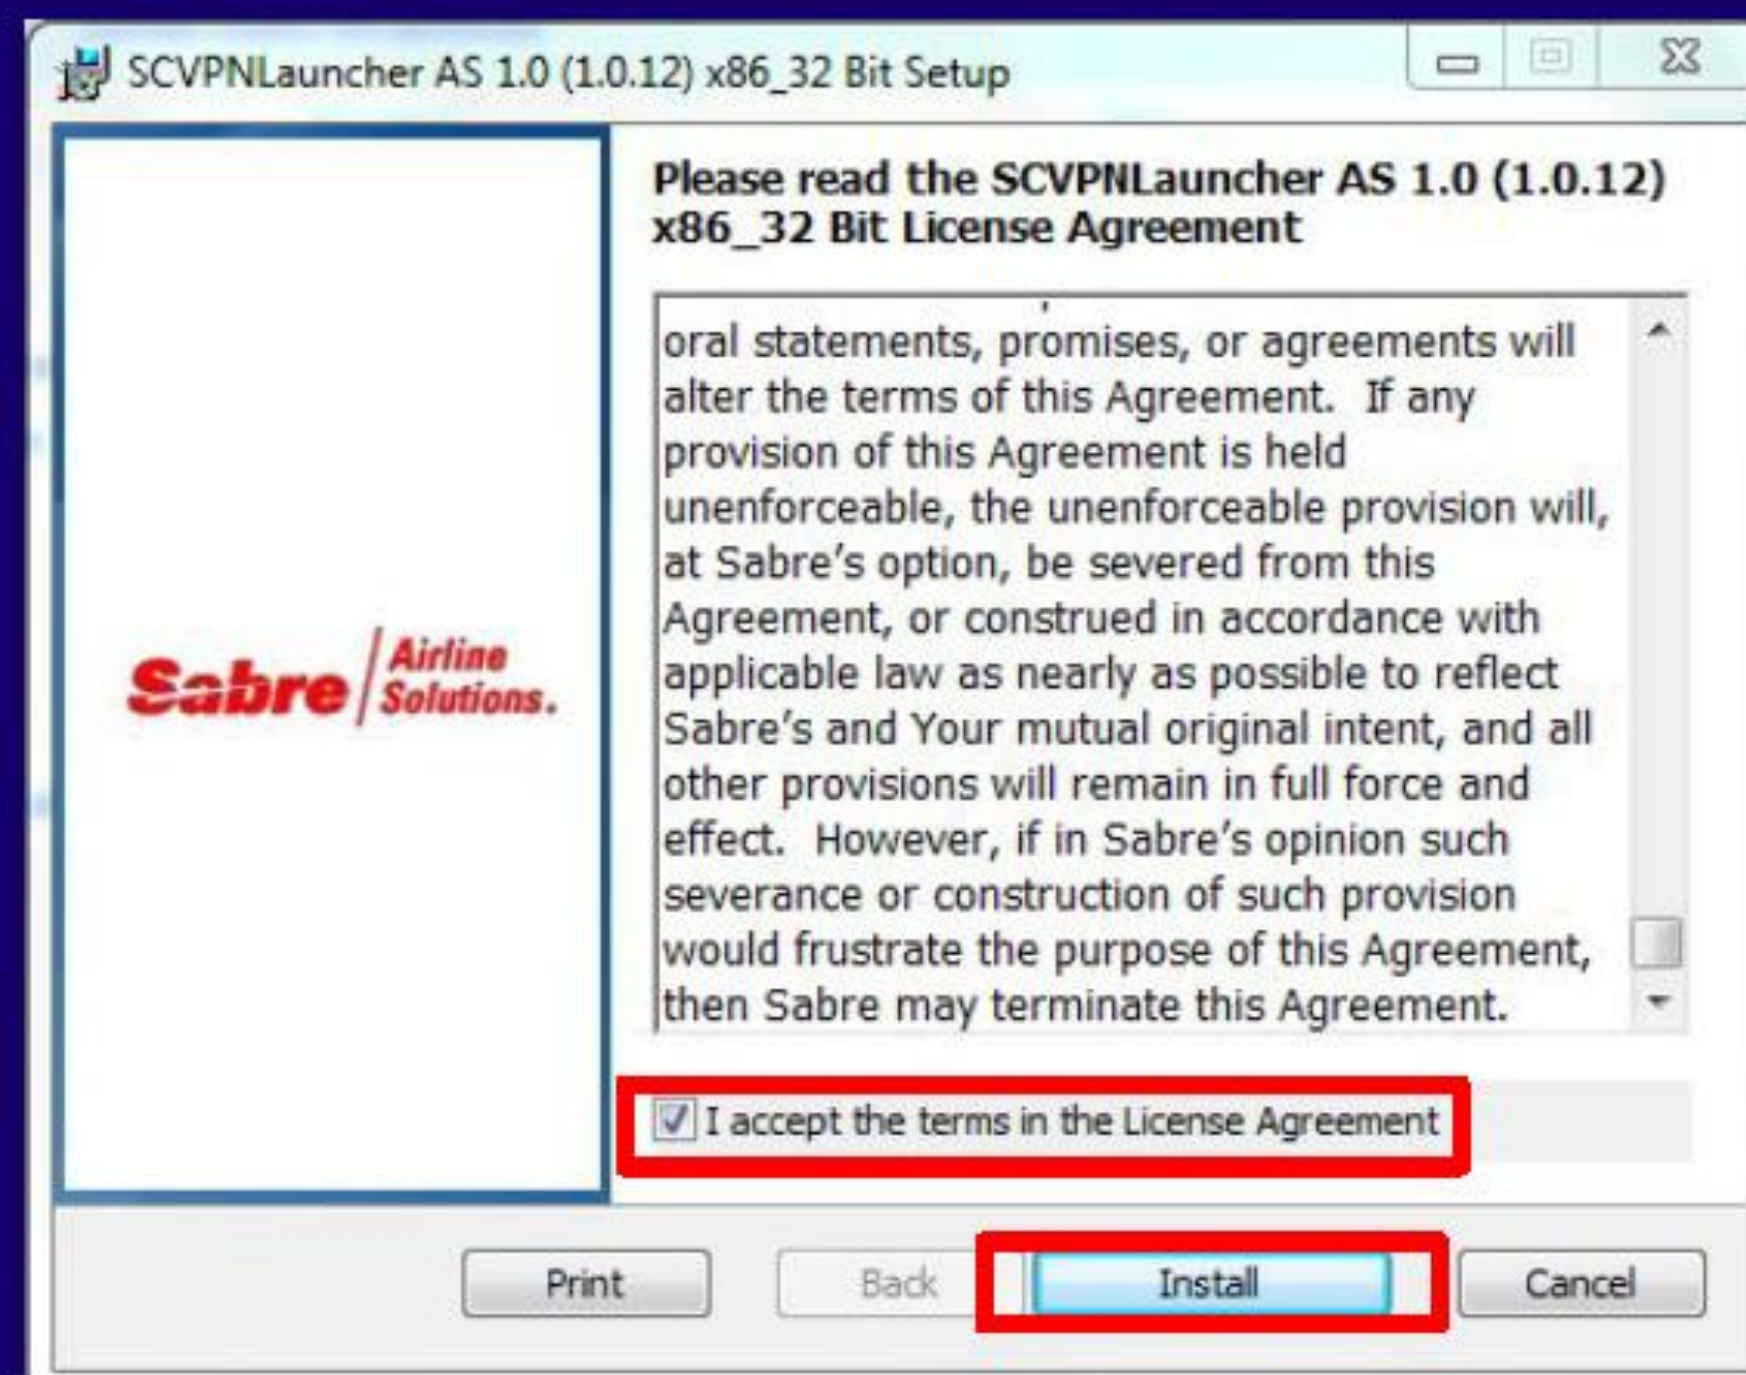 SCVPNLauncher AS 1.0 (1.0.12) x86_32 Bit Setup
Please read the SCVPNLauncher AS 1.0 (1.0.12)
x86_32 Bit License Agreement
oral statements, promises, or agreements will
alter the terms of this Agreement.  If any
provision of this Agreement is held
unenforceable, the unenforceable provision will,
at Sabre’s option, be severed from this
Agreement, or construed in accordance with
applicable law as nearly as possible to reflect
Sabre’s and Your mutual original intent, and all
other provisions will remain in full force and
effect.  However, if in Sabre’s opinion such
severance or construction of such provision
would frustrate the purpose of this Agreement,
then Sabre may terminate this Agreement.
Sabre Airline
Solutions.
I accept the terms in the License Agreement
Print
Back
Install
Cancel